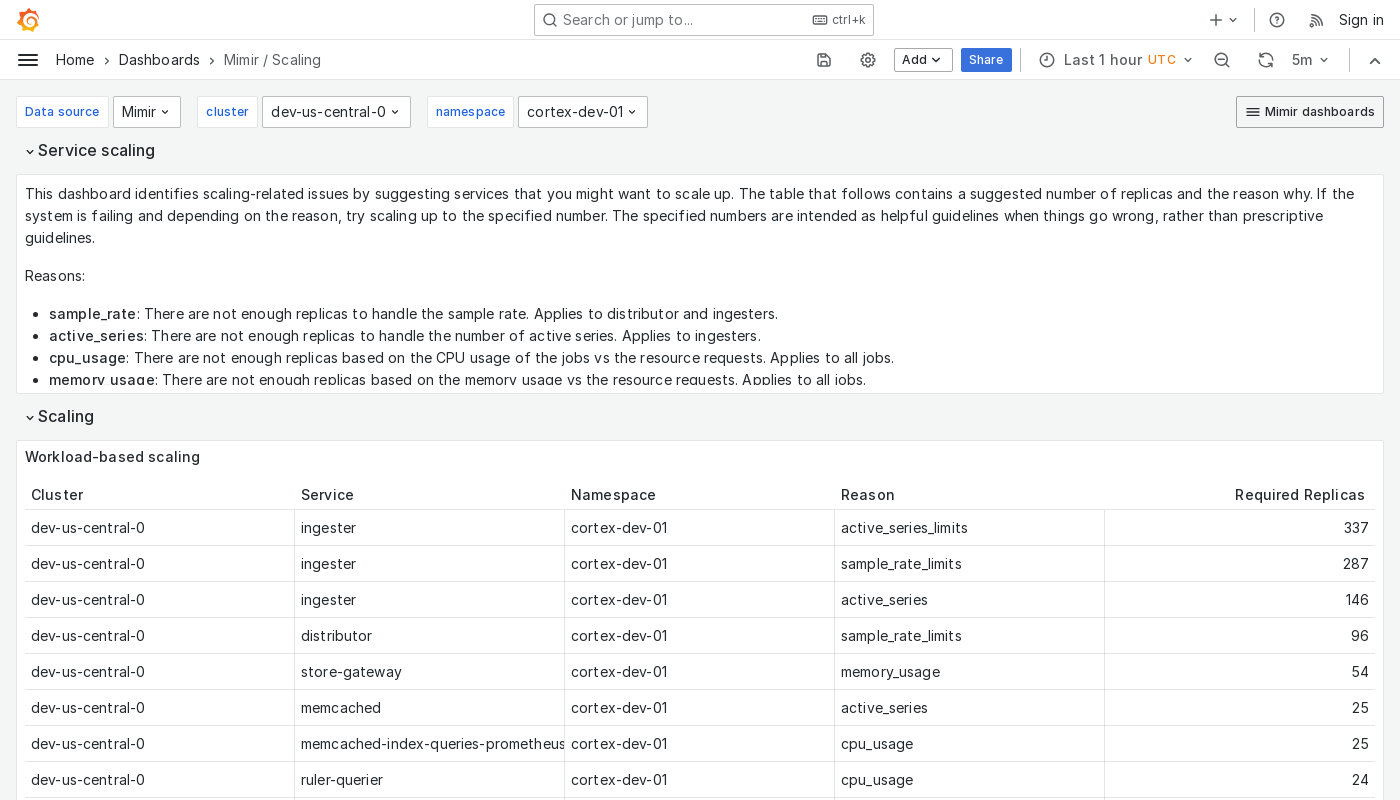 Search or jump to... ctrl+k Sign in
Home Dashboards Mimir / Scaling Add Share Last 1 hour UTC 5m
Data source Mimir cluster dev-us-central-0 namespace cortex-dev-01 Mimir dashboards
Service scaling
This dashboard identifies scaling-related issues by suggesting services that you might want to scale up. The table that follows contains a suggested number of replicas and the reason why. If the
system is failing and depending on the reason, try scaling up to the specified number. The specified numbers are intended as helpful guidelines when things go wrong, rather than prescriptive
guidelines.
Reasons:
• sample_rate: There are not enough replicas to handle the sample rate. Applies to distributor and ingesters.
• active_series: There are not enough replicas to handle the number of active series. Applies to ingesters.
• cpu_usage: There are not enough replicas based on the CPU usage of the jobs vs the resource requests. Applies to all jobs.
• memory_usage: There are not enough replicas based on the memory usage vs the resource requests. Applies to all jobs.
Scaling
Workload-based scaling
Cluster Service Namespace Reason Required Replicas
dev-us-central-0 ingester cortex-dev-01 active_series_limits 337
dev-us-central-0 ingester cortex-dev-01 sample_rate_limits 287
dev-us-central-0 ingester cortex-dev-01 active_series 146
dev-us-central-0 distributor cortex-dev-01 sample_rate_limits 96
dev-us-central-0 store-gateway cortex-dev-01 memory_usage 54
dev-us-central-0 memcached cortex-dev-01 active_series 25
dev-us-central-0 memcached-index-queries-prometheus cortex-dev-01 cpu_usage 25
dev-us-central-0 ruler-querier cortex-dev-01 cpu_usage 24